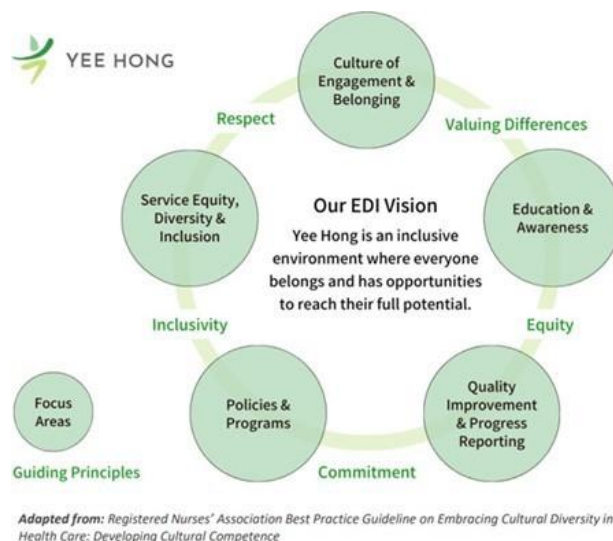 YEE HONG
Culture of
Engagement &
Belonging
Respect
Valuing Differences
Service Equity,
Diversity &
Inclusion
Our EDI Vision
Yee Hong is an inclusive
environment where everyone
belongs and has opportunities
to reach their full potential.
Education &
Awareness
Inclusivity
Equity
Focus
Areas
Policies &
Programs
Quality
Improvement
& Progress
Reporting
Guiding Principles
Commitment
Adapted from: Registered Nurses' Association Best Practice Guideline on Embracing Cultural Diversity in
Health Care: Developing Cultural Competence